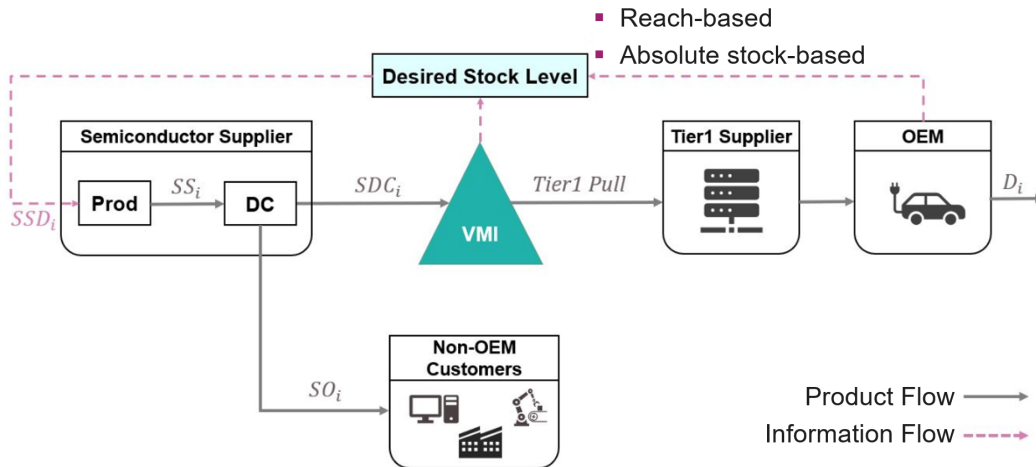 Reach-based
Absolute stock-based
Desired Stock Level
Semiconductor Supplier
Tier1 Supplier
OEM
SSD_i
Prod
SS_i
DC
SDC_i
VMI
Tier1 Pull
D_i
SO_i
Non-OEM
Customers
Product Flow
Information Flow